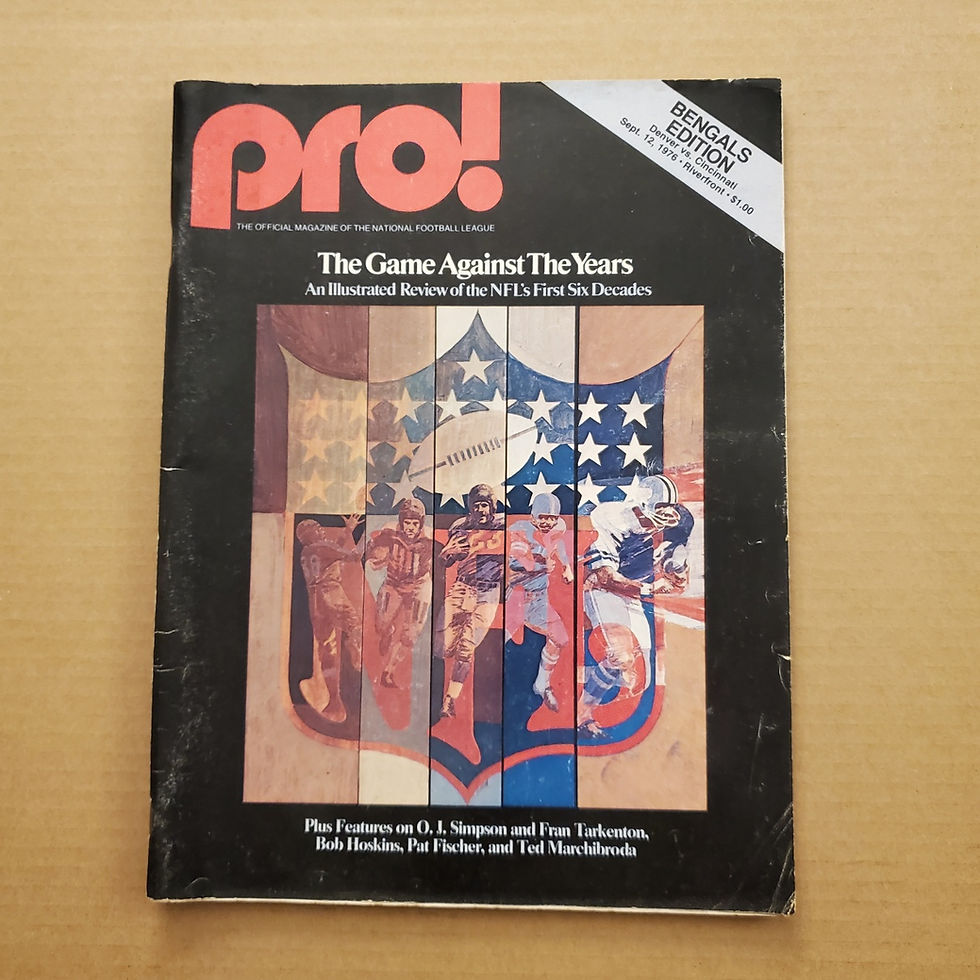 pro!
THE OFFICIAL MAGAZINE OF THE NATIONAL FOOTBALL LEAGUE
BENGALS
EDITION
Denver vs. Cincinnati
Sept. 12, 1976 • Riverfront • $1.00
The Game Against The Years
An Illustrated Review of the NFL's First Six Decades
Plus Features on O. J. Simpson and Fran Tarkenton,
Bob Hoskins, Pat Fischer, and Ted Marchibroda